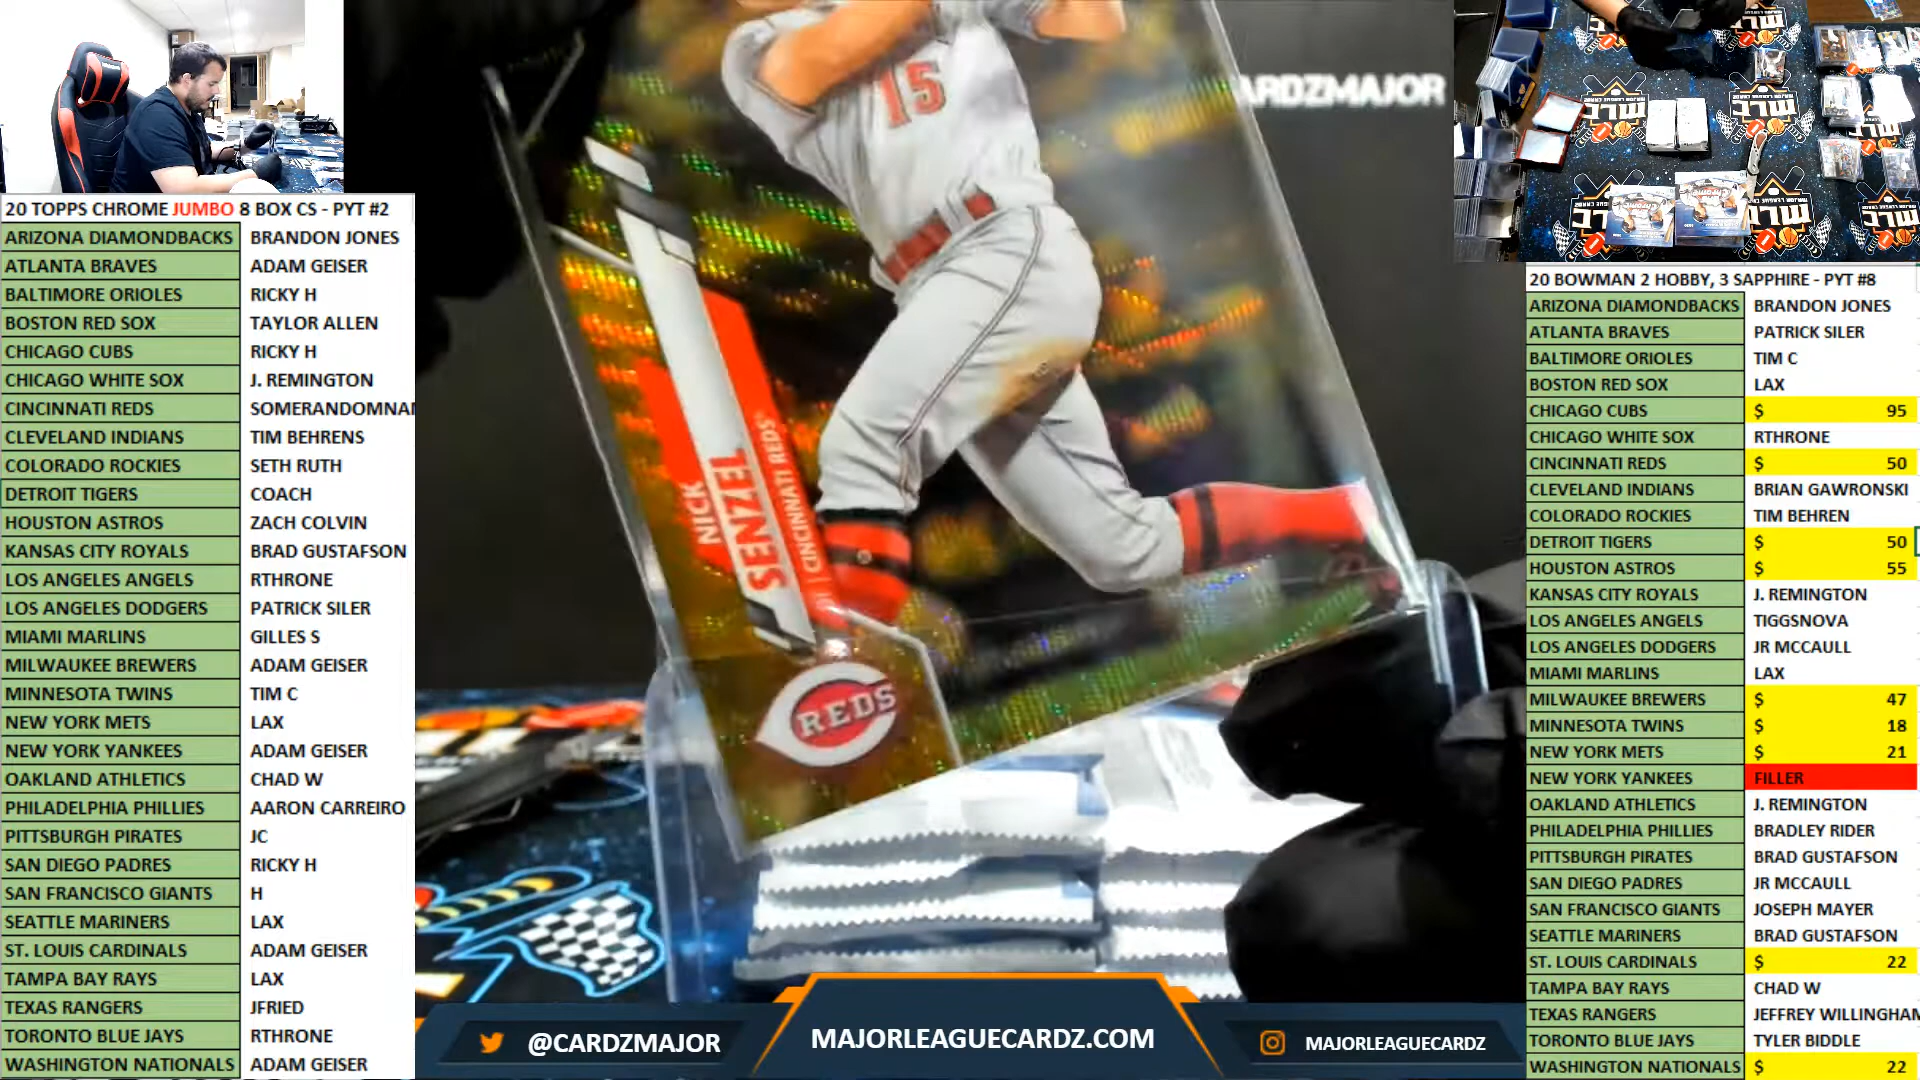 20 TOPPS CHROME JUMBO 8 BOX CS - PYT #2
ARIZONA DIAMONDBACKS BRANDON JONES
ATLANTA BRAVES ADAM GEISER
BALTIMORE ORIOLES RICKY H
BOSTON RED SOX TAYLOR ALLEN
CHICAGO CUBS RICKY H
CHICAGO WHITE SOX J. REMINGTON
CINCINNATI REDS SOMERANDOMNA
CLEVELAND INDIANS TIM BEHRENS
COLORADO ROCKIES SETH RUTH
DETROIT TIGERS COACH
HOUSTON ASTROS ZACH COLVIN
KANSAS CITY ROYALS BRAD GUSTAFSON
LOS ANGELES ANGELS RTHRONE
LOS ANGELES DODGERS PATRICK SILER
MIAMI MARLINS GILLES S
MILWAUKEE BREWERS ADAM GEISER
MINNESOTA TWINS TIM C
NEW YORK METS LAX
NEW YORK YANKEES ADAM GEISER
OAKLAND ATHLETICS CHAD W
PHILADELPHIA PHILLIES AARON CARREIRO
PITTSBURGH PIRATES JC
SAN DIEGO PADRES RICKY H
SAN FRANCISCO GIANTS H
SEATTLE MARINERS LAX
ST. LOUIS CARDINALS ADAM GEISER
TAMPA BAY RAYS LAX
TEXAS RANGERS JFRIED
TORONTO BLUE JAYS RTHRONE
WASHINGTON NATIONALS ADAM GEISER
ARDZMAJOR
15
NICK
SENZEL
CINCINNATI REDS
REDS
@CARDZMAJOR
MAJORLEAGUECARDZ.COM
MAJORLEAGUECARDZ
20 BOWMAN 2 HOBBY, 3 SAPPHIRE - PYT #8
ARIZONA DIAMONDBACKS BRANDON JONES
ATLANTA BRAVES PATRICK SILER
BALTIMORE ORIOLES TIM C
BOSTON RED SOX LAX
CHICAGO CUBS $ 95
CHICAGO WHITE SOX RTHRONE
CINCINNATI REDS $ 50
CLEVELAND INDIANS BRIAN GAWRONSKI
COLORADO ROCKIES TIM BEHREN
DETROIT TIGERS $ 50
HOUSTON ASTROS $ 55
KANSAS CITY ROYALS J. REMINGTON
LOS ANGELES ANGELS TIGGSNOVA
LOS ANGELES DODGERS JR MCCAULL
MIAMI MARLINS LAX
MILWAUKEE BREWERS $ 47
MINNESOTA TWINS $ 18
NEW YORK METS $ 21
NEW YORK YANKEES FILLER
OAKLAND ATHLETICS J. REMINGTON
PHILADELPHIA PHILLIES BRADLEY RIDER
PITTSBURGH PIRATES BRAD GUSTAFSON
SAN DIEGO PADRES JR MCCAULL
SAN FRANCISCO GIANTS JOSEPH MAYER
SEATTLE MARINERS BRAD GUSTAFSON
ST. LOUIS CARDINALS $ 22
TAMPA BAY RAYS CHAD W
TEXAS RANGERS JEFFREY WILLINGHAM
TORONTO BLUE JAYS TYLER BIDDLE
WASHINGTON NATIONALS $ 22